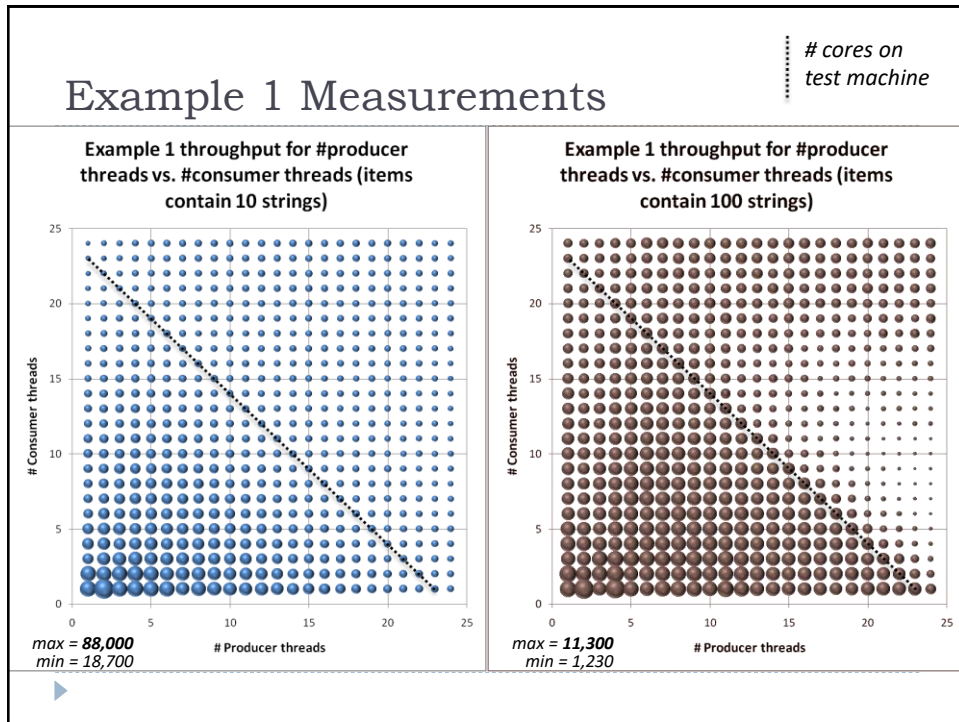 # cores on
test machine
Example 1 Measurements
Example 1 throughput for #producer
threads vs. #consumer threads (items
contain 10 strings)
25
20
15
10
5
0
# Consumer threads
0 5 10 15 20 25
# Producer threads
max = 88,000
min = 18,700
Example 1 throughput for #producer
threads vs. #consumer threads (items
contain 100 strings)
25
20
15
10
5
0
# Consumer threads
0 5 10 15 20 25
# Producer threads
max = 11,300
min = 1,230